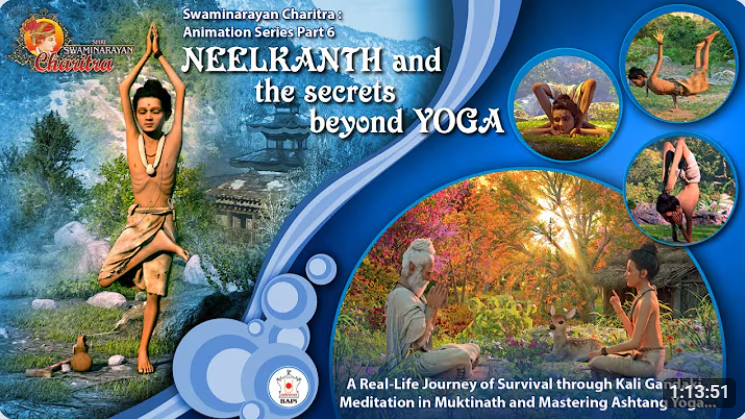 SHRI
SWAMINARAYAN
Charitra
Swaminarayan Charitra :
Animation Series Part 6
NEELKANTH and
the secrets
beyond YOGA
BAPS
A Real-Life Journey of Survival through Kali
Meditation in Muktinath and Mastering Ashtang Yoga...
1:13:51